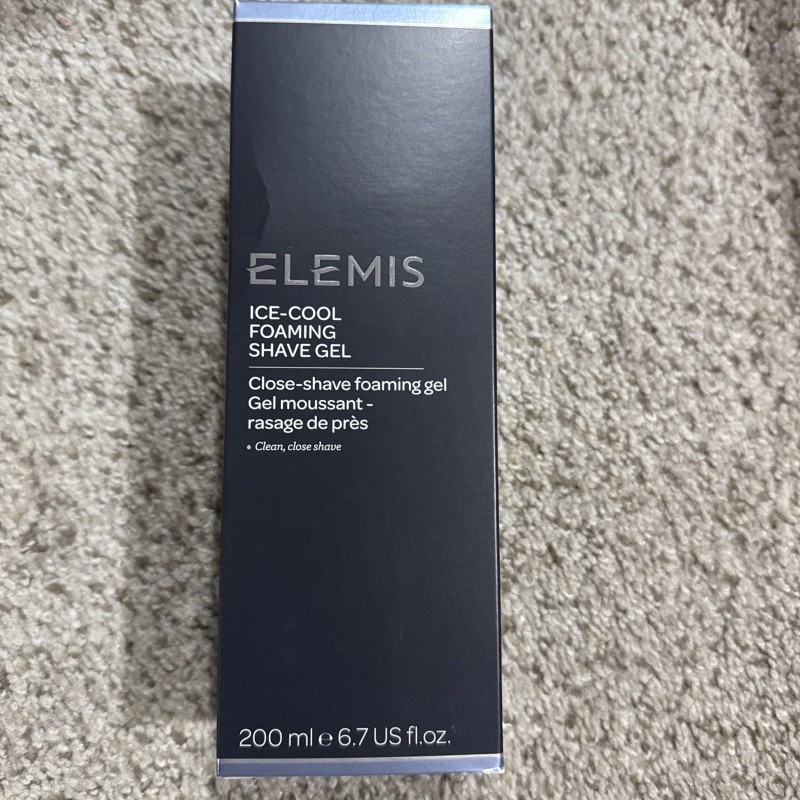 ELEMIS
ICE-COOL
FOAMING
SHAVE GEL
Close-shave foaming gel
Gel moussant -
rasage de près
• Clean, close shave
200 ml ℮ 6.7 US fl.oz.